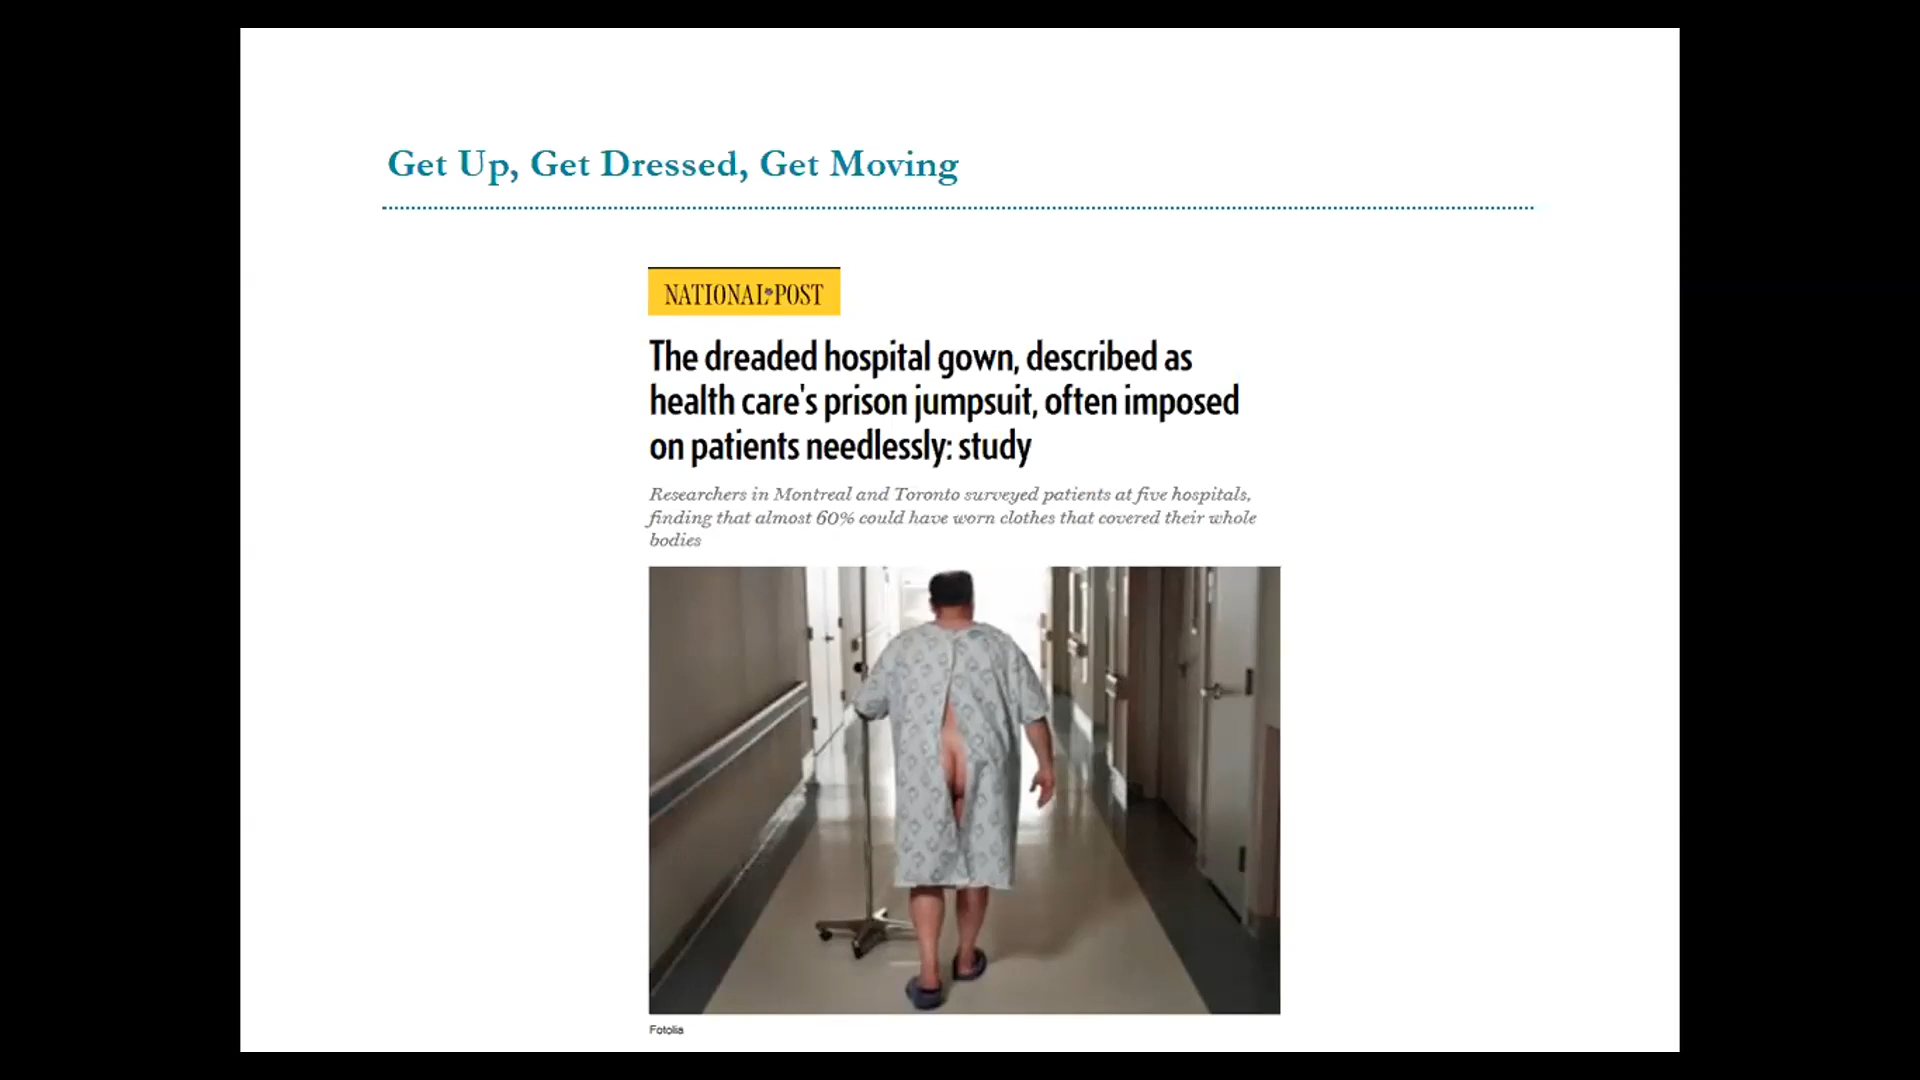 Get Up, Get Dressed, Get Moving
NATIONAL POST
The dreaded hospital gown, described as
health care's prison jumpsuit, often imposed
on patients needlessly: study
Researchers in Montreal and Toronto surveyed patients at five hospitals,
finding that almost 60% could have worn clothes that covered their whole
bodies
Fotolia